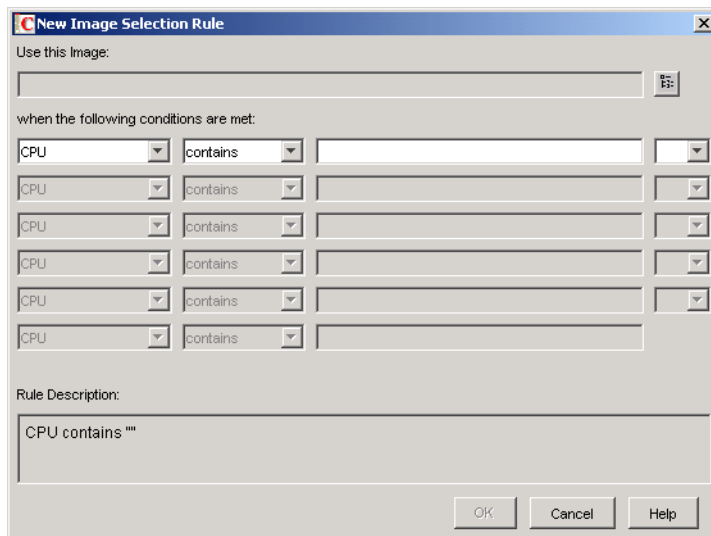 New Image Selection Rule
Use this Image:
when the following conditions are met:
CPU contains
CPU contains
CPU contains
CPU contains
CPU contains
CPU contains
Rule Description:
CPU contains ""
OK Cancel Help